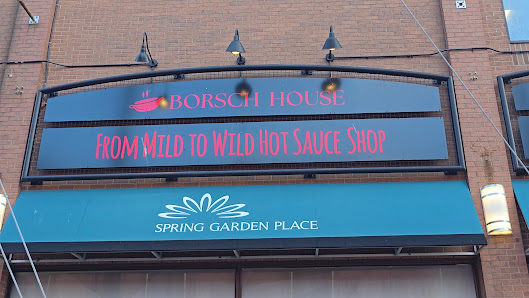 BORSCH HOUSE
FROM MILD TO WILD HOT SAUCE SHOP
SPRING GARDEN PLACE